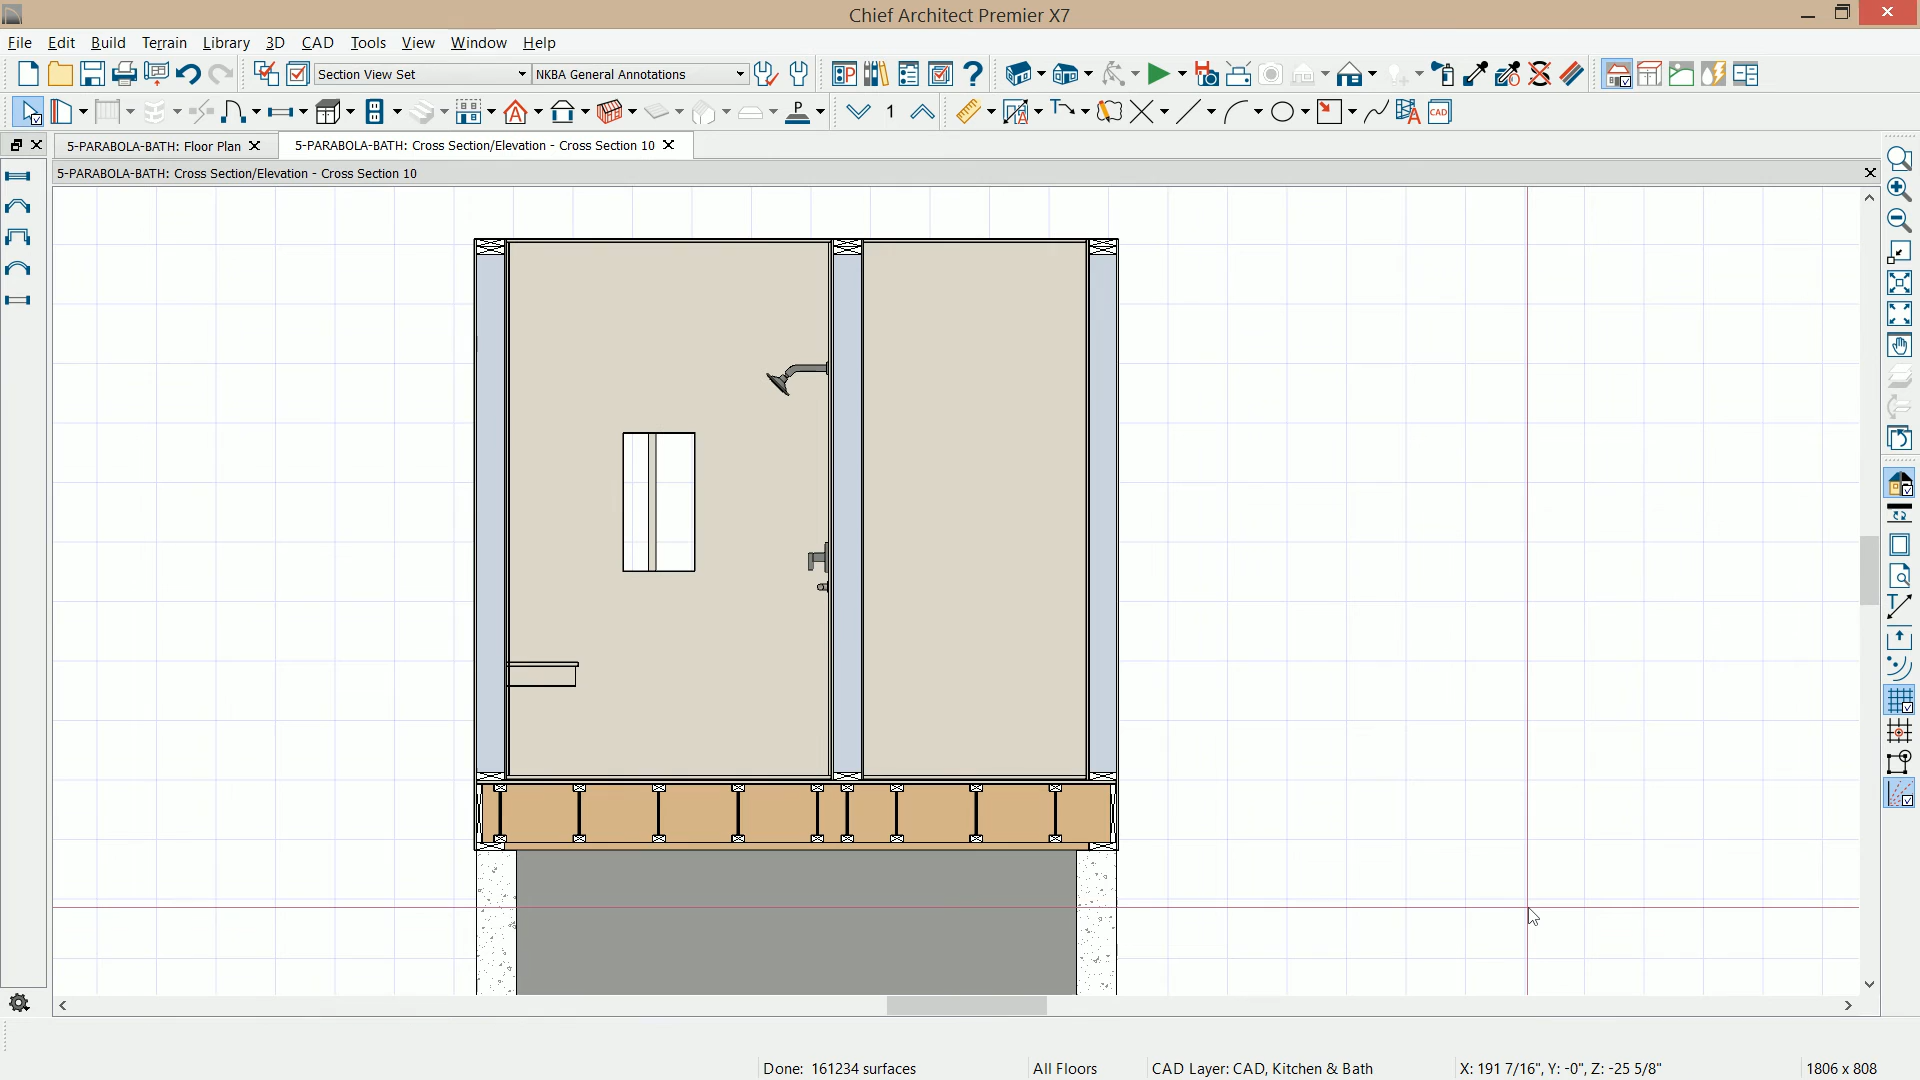 Chief Architect Premier X7
File Edit Build Terrain Library 3D CAD Tools View Window Help
Section View Set NKBA General Annotations
1
5-PARABOLA-BATH: Floor Plan 5-PARABOLA-BATH: Cross Section/Elevation - Cross Section 10
5-PARABOLA-BATH: Cross Section/Elevation - Cross Section 10
Done: 161234 surfaces All Floors CAD Layer: CAD, Kitchen & Bath X: 191 7/16", Y: -0", Z: -25 5/8" 1806 x 808